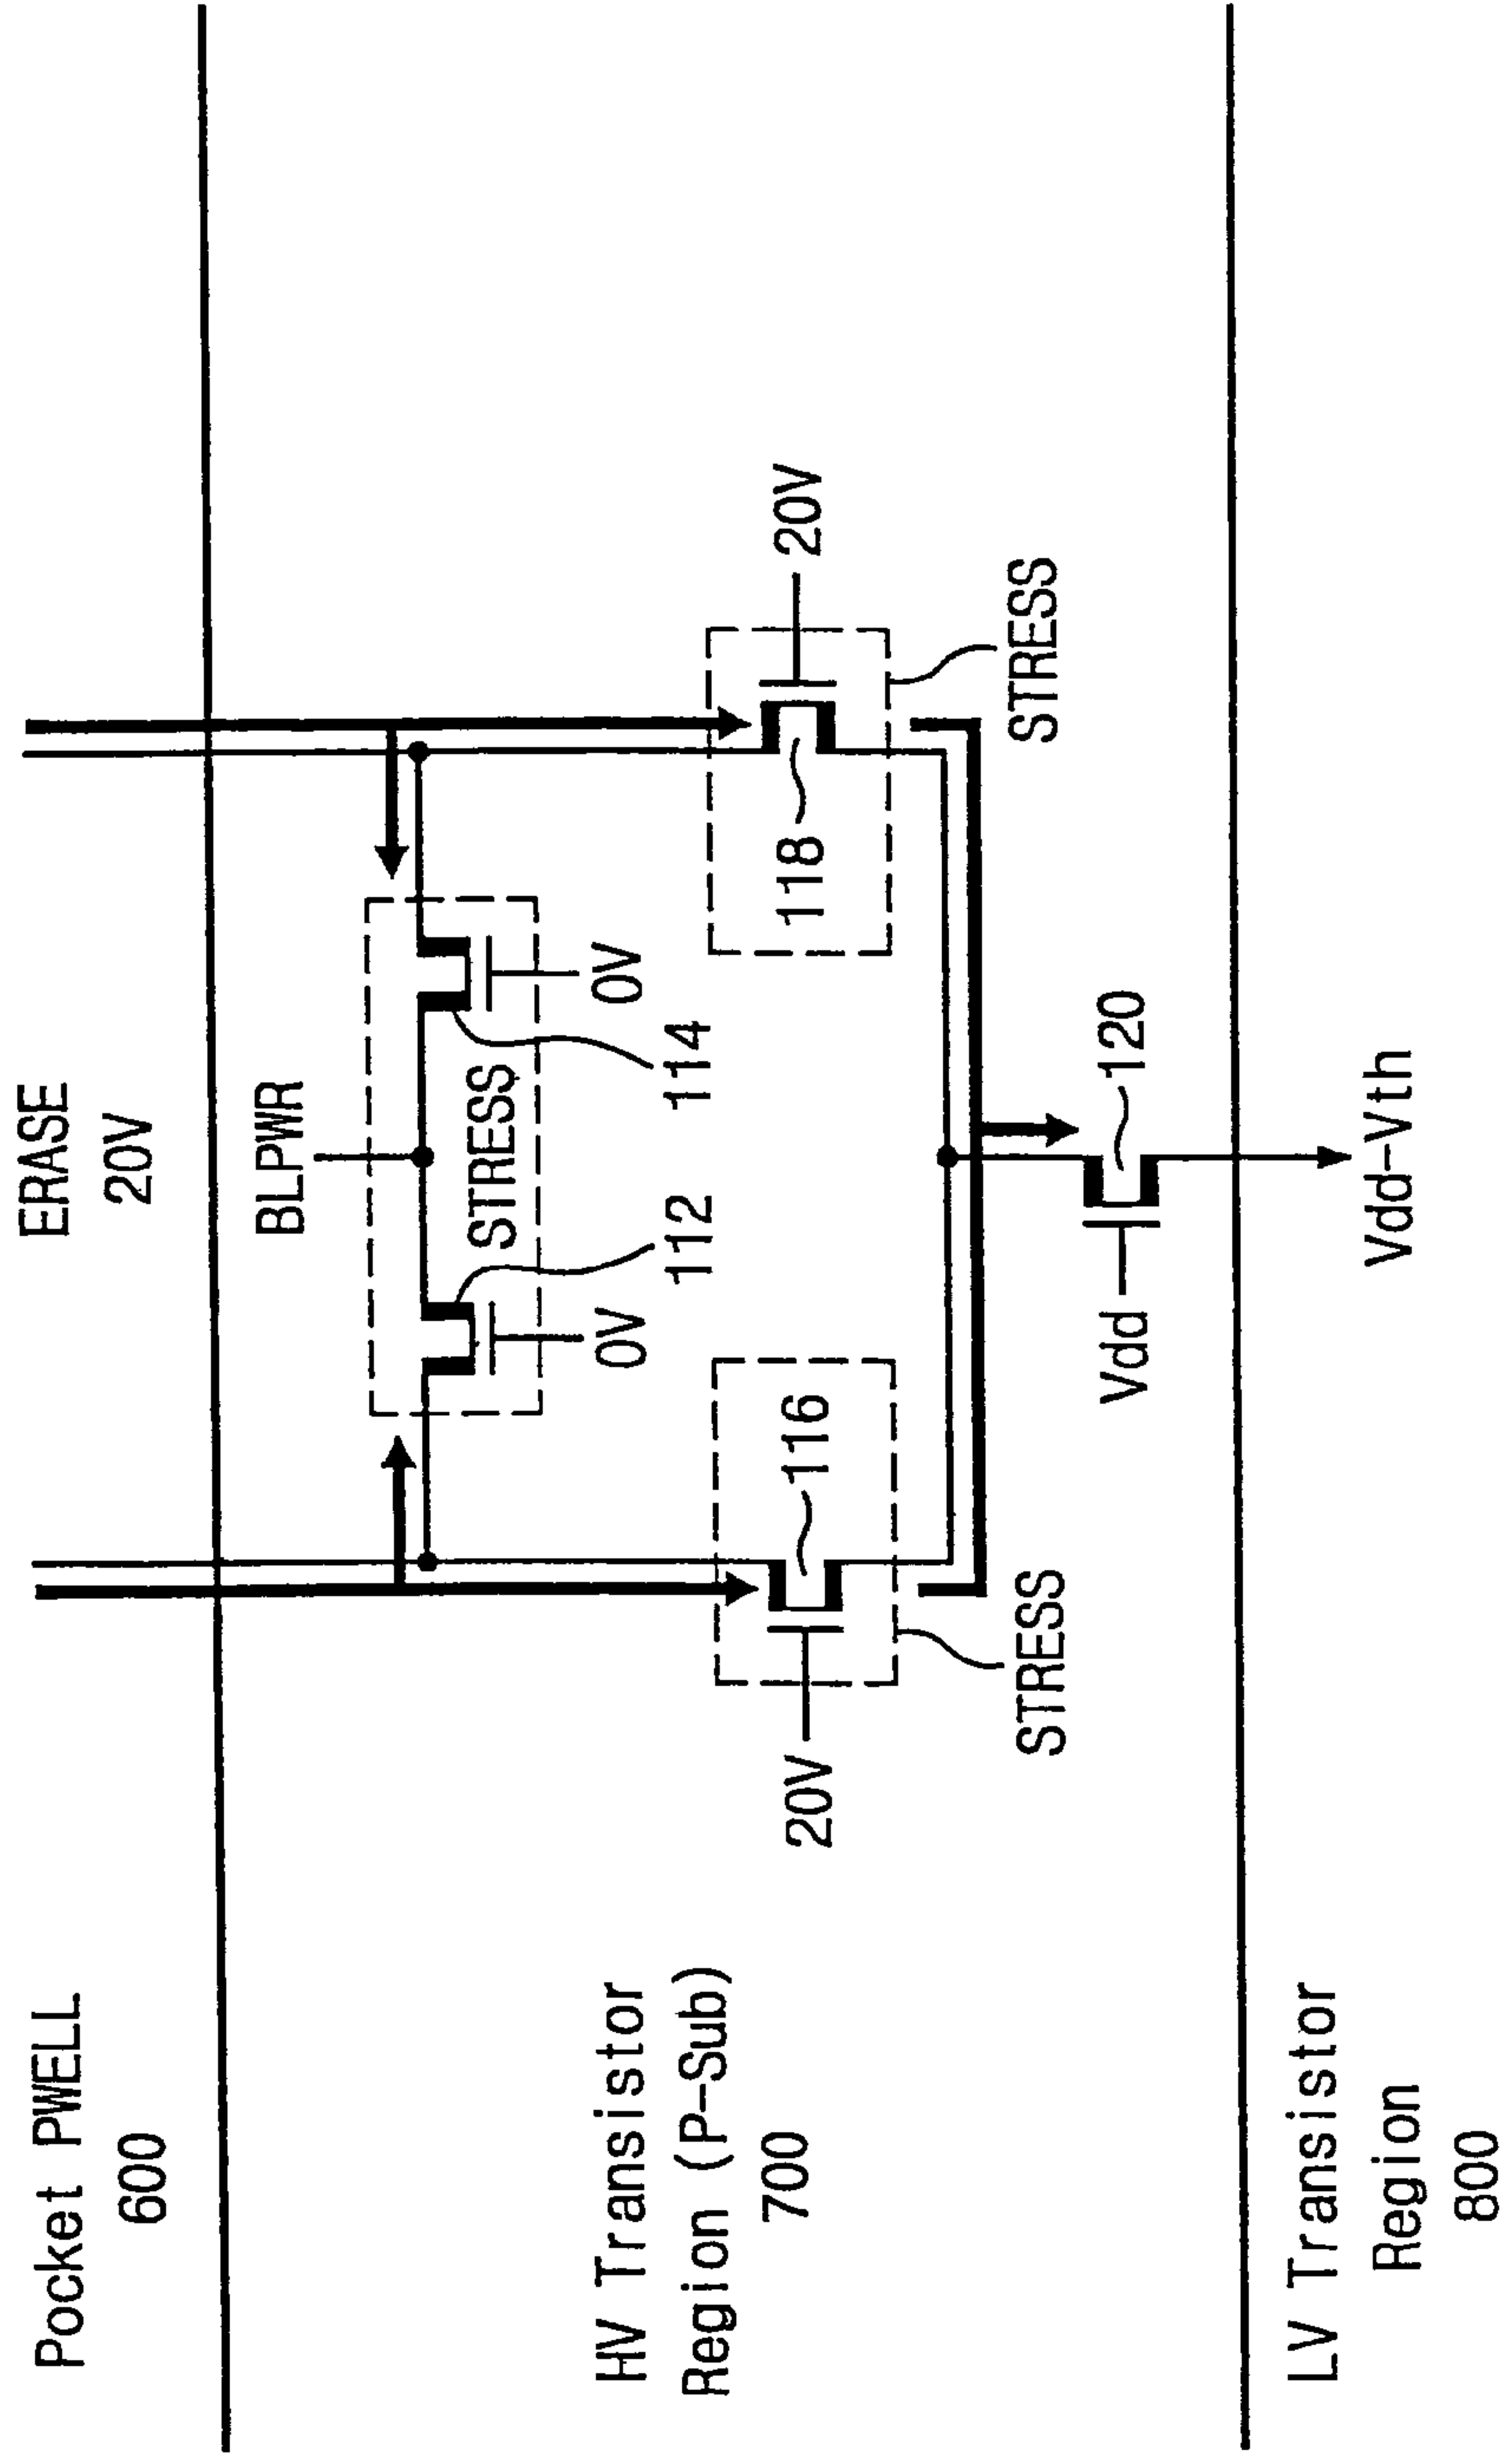 ERASE
Pocket PWELL
20V
600
BLPWR
STRESS
0V
0V
112
114
HV Transistor
Region (P-Sub)
700
20V
116
118
20V
STRESS
STRESS
Vdd
120
LV Transistor
Region
800
Vdd-Vth